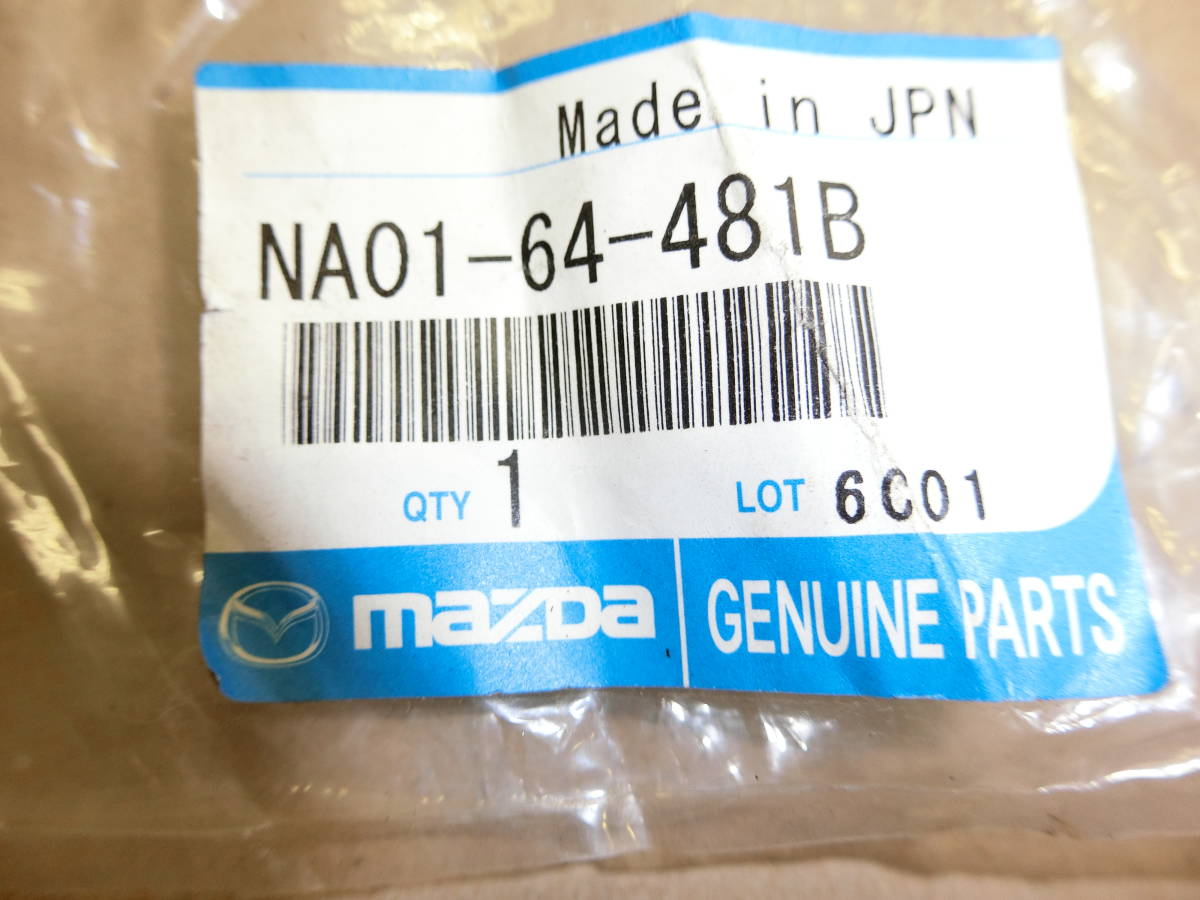 Made in JPN
NA01-64-481B
QTY 1 LOT 6C01
mazda GENUINE PARTS